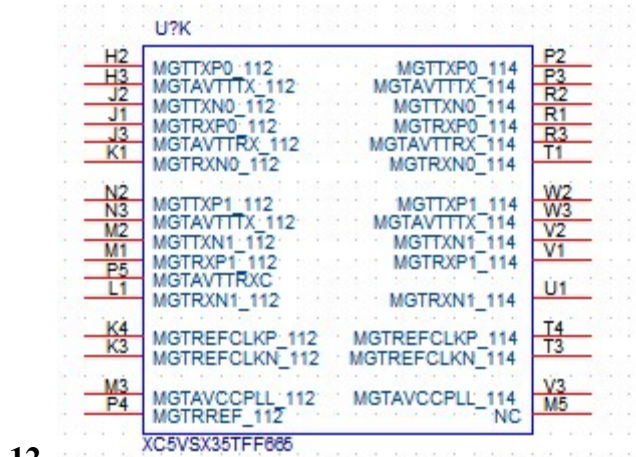 U?K
H2 MGTTXP0_112 MGTTXP0_114 P2
H3 MGTAVTTTX_112 MGTAVTTTX_114 P3
J2 MGTTXN0_112 MGTTXN0_114 R2
J1 MGTRXP0_112 MGTRXP0_114 R1
J3 MGTAVTTRX_112 MGTAVTTRX_114 R3
K1 MGTRXN0_112 MGTRXN0_114 T1
N2 MGTTXP1_112 MGTTXP1_114 W2
N3 MGTAVTTTX_112 MGTAVTTTX_114 W3
M2 MGTTXN1_112 MGTTXN1_114 V2
M1 MGTRXP1_112 MGTRXP1_114 V1
P5 MGTAVTTRXC
L1 MGTRXN1_112 MGTRXN1_114 U1
K4 MGTREFCLKP_112 MGTREFCLKP_114 T4
K3 MGTREFCLKN_112 MGTREFCLKN_114 T3
M3 MGTAVCCPLL_112 MGTAVCCPLL_114 V3
P4 MGTRREF_112 NC M5
XC5VSX35TFF665